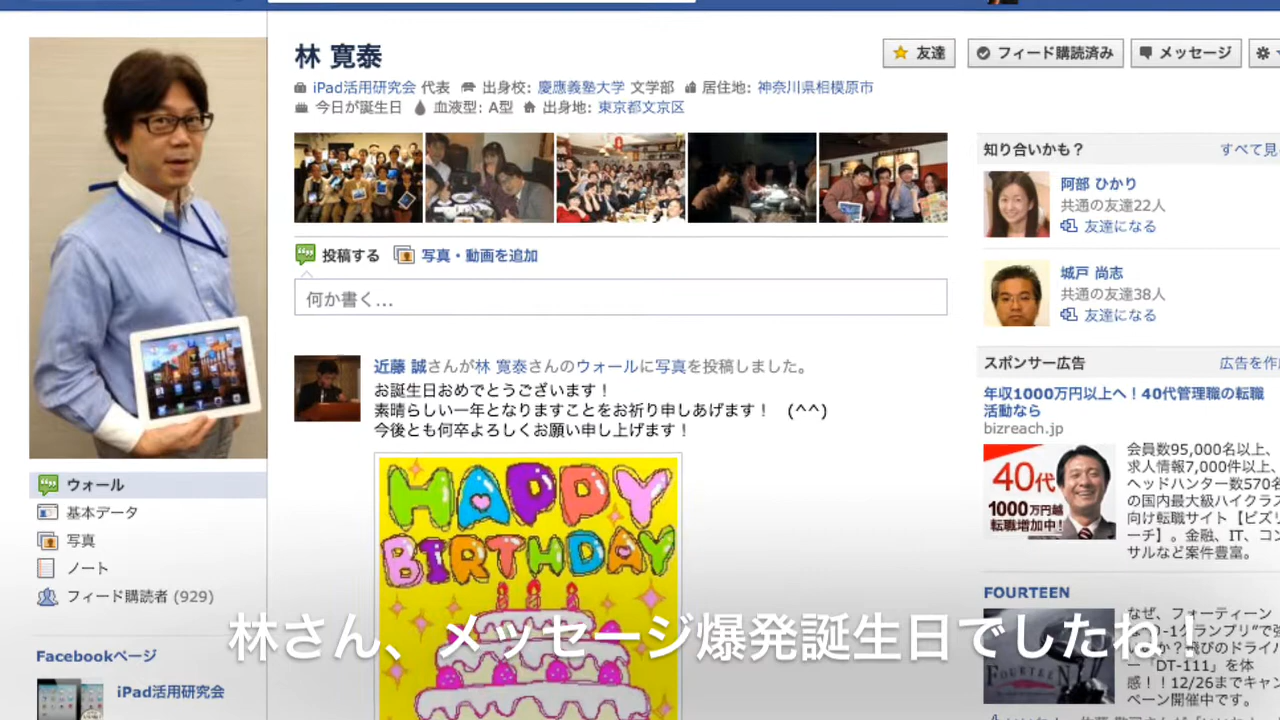 林 寛泰
友達
フィード購読済み
メッセージ
iPad活用研究会 代表 出身校: 慶應義塾大学 文学部 居住地: 神奈川県相模原市
今日が誕生日 血液型: A型 出身地: 東京都文京区
投稿する 写真・動画を追加
何か書く...
近藤 誠さんが林 寛泰さんのウォールに写真を投稿しました。
お誕生日おめでとうございます！
素晴らしい一年となりますことをお祈り申しあげます！ (^^)
今後とも何卒よろしくお願い申し上げます！
HAPPY
BIRTHDAY
ウォール
基本データ
写真
ノート
フィード購読者 (929)
Facebookページ
iPad活用研究会
知り合いかも？ すべて見
阿部 ひかり
共通の友達22人
友達になる
城戸 尚志
共通の友達38人
友達になる
スポンサー広告 広告を作
年収1000万円以上へ！40代管理職の転職
活動なら
bizreach.jp
40代
1000万円越
転職増加中!
会員数95,000名以上、
求人情報7,000件以上、
ヘッドハンター数570名
の国内最大級ハイクラス
向け転職サイト【ビズリ
ーチ】。金融、IT、コン
サルなど案件豊富。
FOURTEEN
FOURTEEN
なぜ、フォーティーン
か？飛びのドライバ
ー「DT-111」を体
感！！12/26までキャン
ペーン開催中です。
林さん、メッセージ爆発誕生日でしたね！